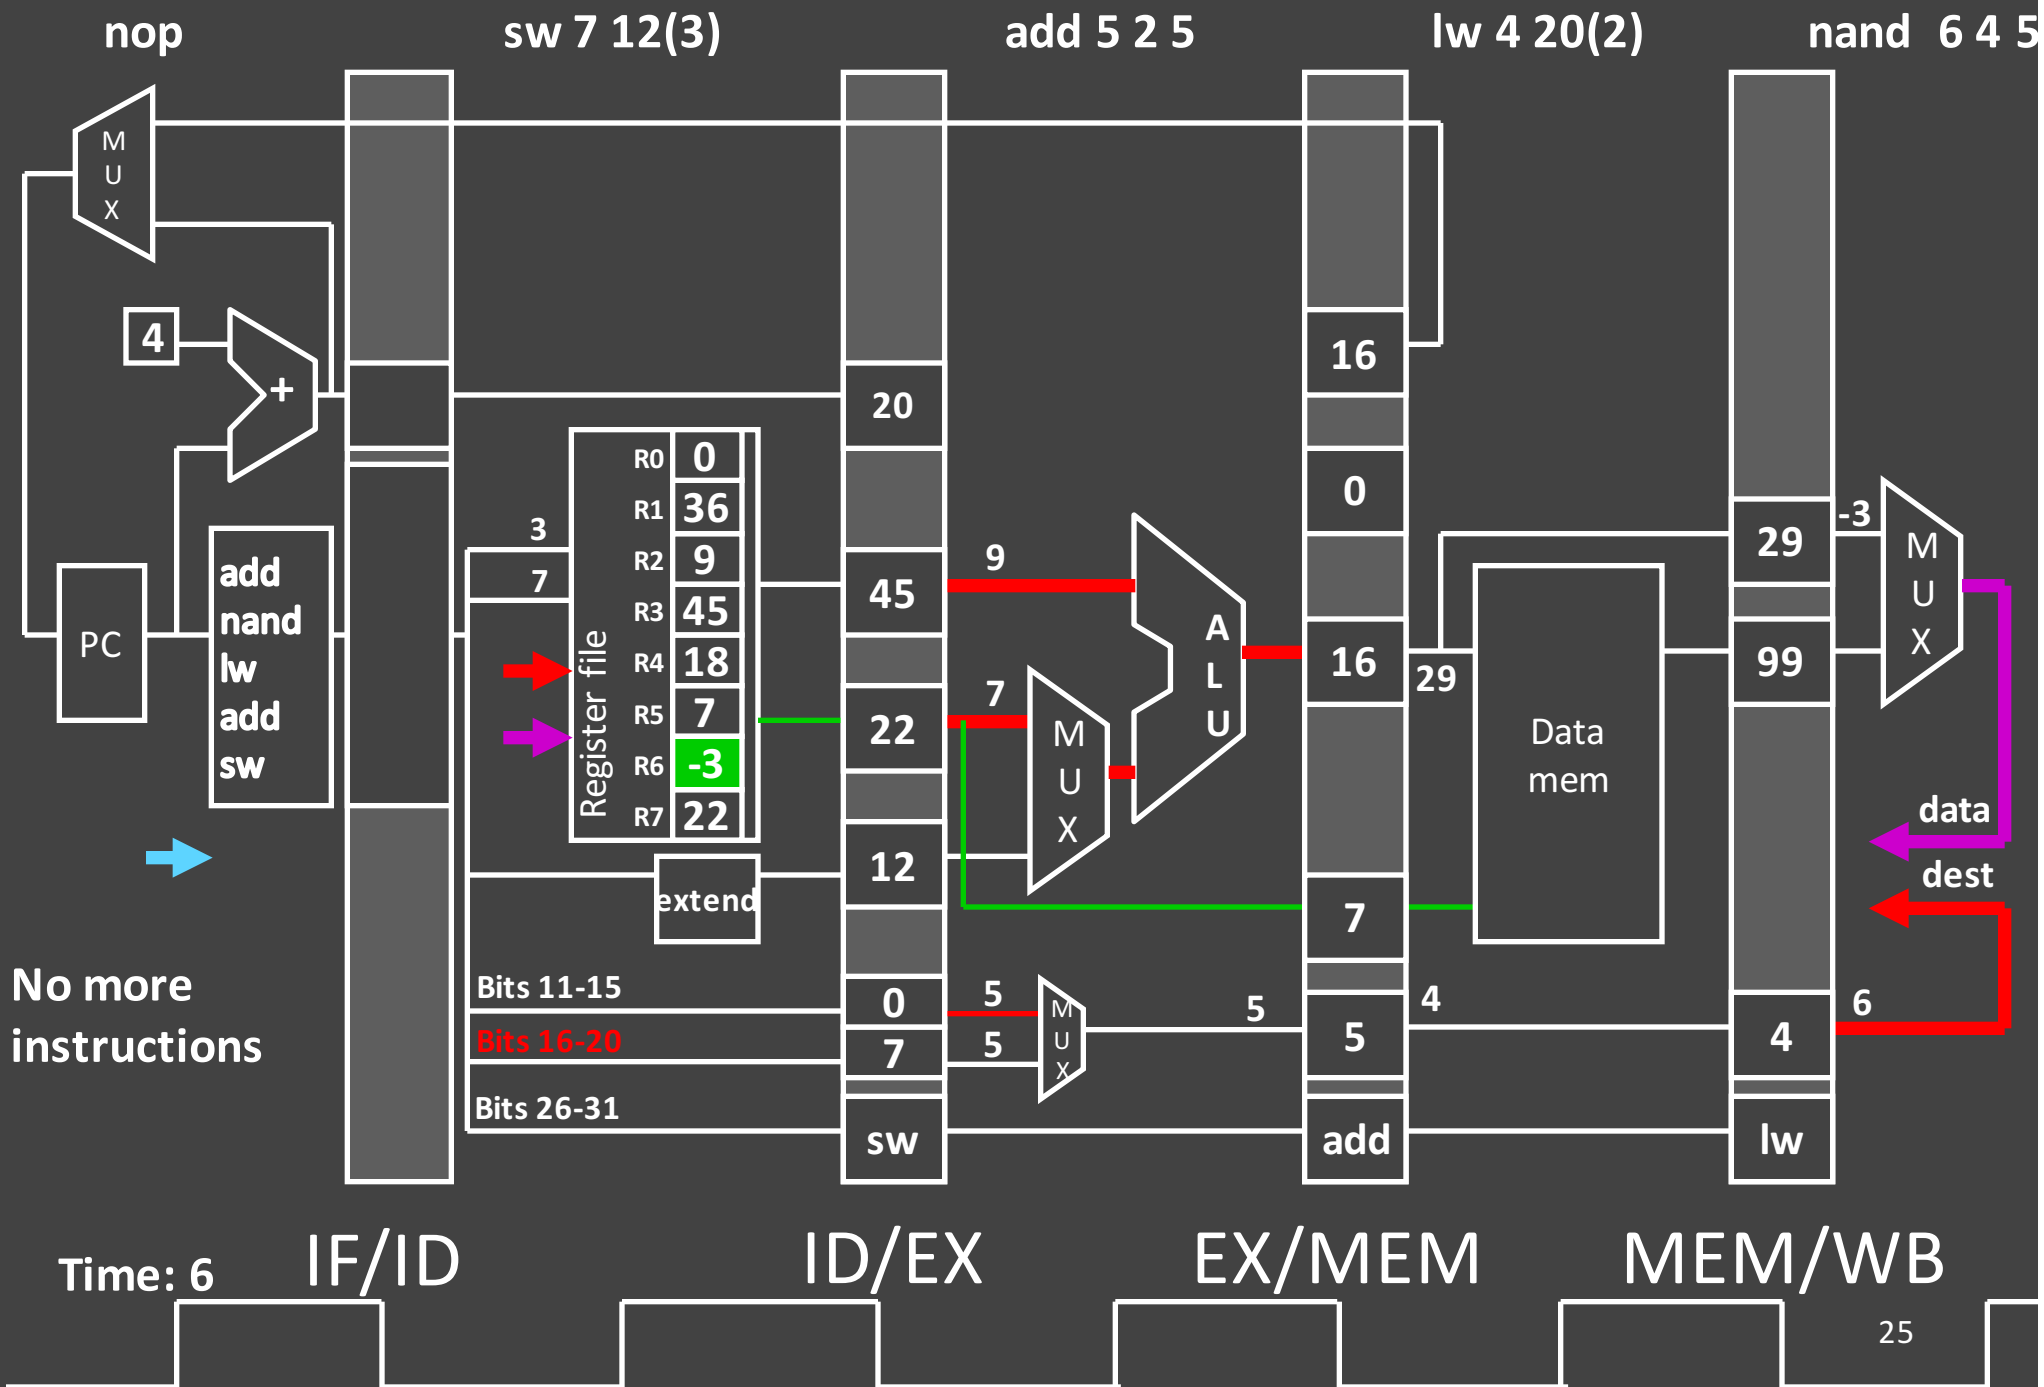 nop
sw 7 12(3)
add 5 2 5
lw 4 20(2)
nand 6 4 5
M
U
X
4
+
PC
add
nand
lw
add
sw
No more
instructions
3
7
Register file
R0 0
R1 36
R2 9
R3 45
R4 18
R5 7
R6 -3
R7 22
extend
Bits 11-15
Bits 16-20
Bits 26-31
20
45
22
12
0
7
sw
9
7
M
U
X
A
L
U
5
5
M
U
X
5
16
0
16
7
5
add
29
4
Data
mem
29
99
4
lw
-3
M
U
X
data
dest
6
Time: 6
IF/ID
ID/EX
EX/MEM
MEM/WB
25